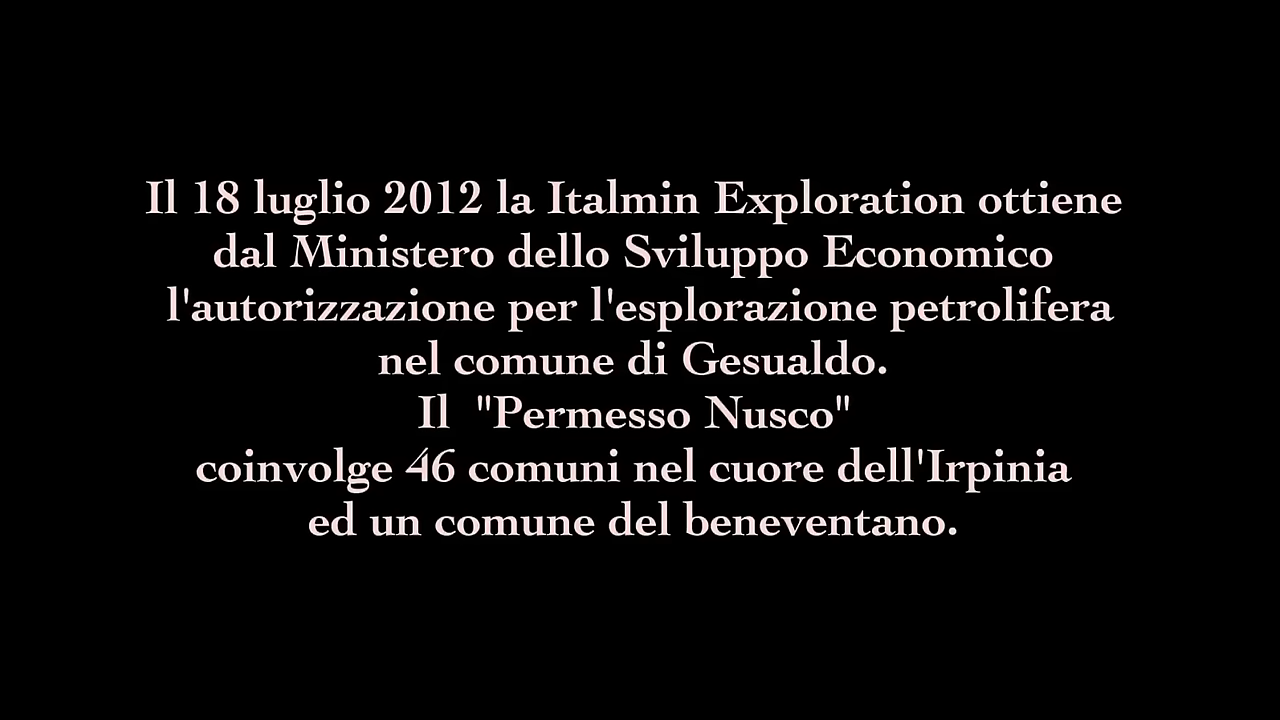 Il 18 luglio 2012 la Italmin Exploration ottiene
dal Ministero dello Sviluppo Economico
l'autorizzazione per l'esplorazione petrolifera
nel comune di Gesualdo.
Il  "Permesso Nusco"
coinvolge 46 comuni nel cuore dell'Irpinia
ed un comune del beneventano.